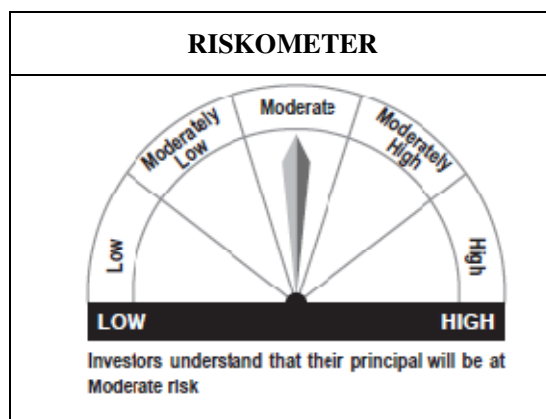 RISKOMETER
Moderate
Moderately
Low
Moderately
High
Low
High
LOW HIGH
Investors understand that their principal will be at
Moderate risk